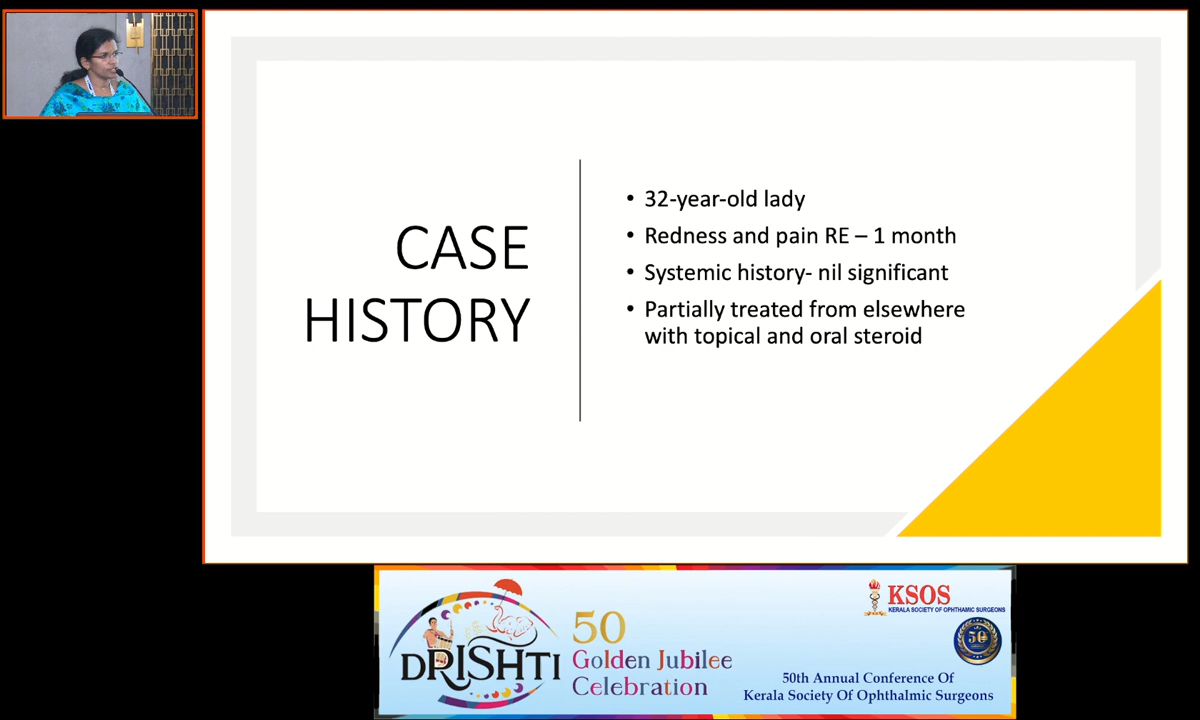 CASE
HISTORY
• 32-year-old lady
• Redness and pain RE – 1 month
• Systemic history- nil significant
• Partially treated from elsewhere
with topical and oral steroid
DRISHTI
50
Golden Jubilee
Celebration
KSOS
KERALA SOCIETY OF OPHTHAMIC SURGEONS
50
50th Annual Conference Of
Kerala Society Of Ophthalmic Surgeons